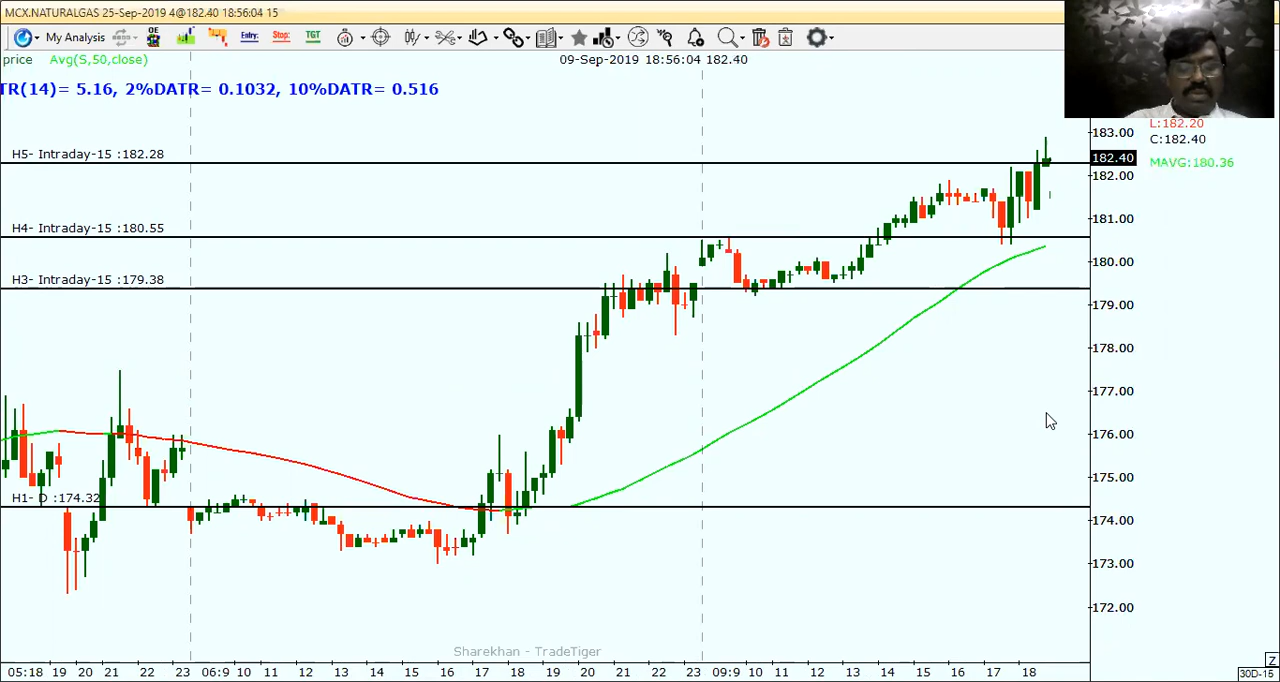 MCX.NATURALGAS 25-Sep-2019 4@182.40 18:56:04 15
My Analysis OE Entry: Stop: TGT
price Avg(S,50,close) 09-Sep-2019 18:56:04 182.40
TR(14)= 5.16, 2%DATR= 0.1032, 10%DATR= 0.516
L:182.20
183.00
C:182.40
H5- Intraday-15 :182.28
182.40
MAVG:180.36
182.00
181.00
H4- Intraday-15 :180.55
180.00
H3- Intraday-15 :179.38
179.00
178.00
177.00
176.00
175.00
H1- D :174.32
174.00
173.00
172.00
Sharekhan - TradeTiger
05:18 19 20 21 22 23 06:9 10 11 12 13 14 15 16 17 18 19 20 21 22 23 09:9 10 11 12 13 14 15 16 17 18
Z
30D-15